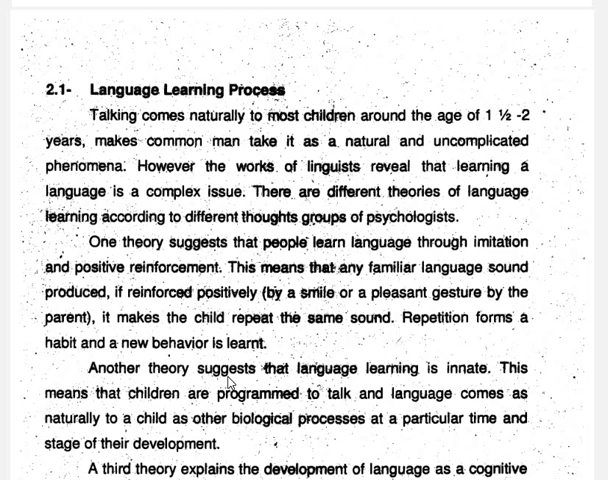 2.1- Language Learning Process
Talking comes naturally to most children around the age of 1 ½ -2
years, makes common man take it as a natural and uncomplicated
phenomena. However the works of linguists reveal that learning a
language is a complex issue. There are different theories of language
learning according to different thoughts groups of psychologists.
One theory suggests that people learn language through imitation
and positive reinforcement. This means that any familiar language sound
produced, if reinforced positively (by a smile or a pleasant gesture by the
parent), it makes the child repeat the same sound. Repetition forms a
habit and a new behavior is learnt.
Another theory suggests that language learning is innate. This
means that children are programmed to talk and language comes as
naturally to a child as other biological processes at a particular time and
stage of their development.
A third theory explains the development of language as a cognitive